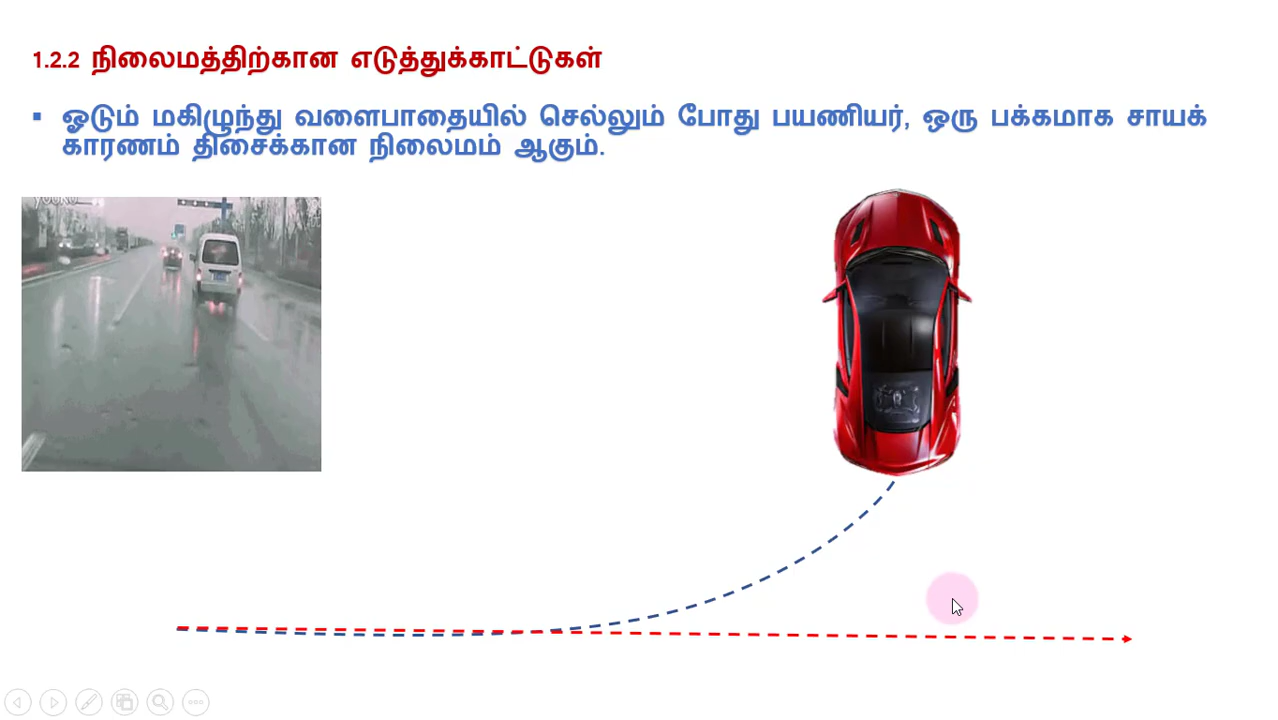 1.2.2 நிலைமத்திற்கான எடுத்துக்காட்டுகள்
▪ ஓடும் மகிழுந்து வளைபாதையில் செல்லும் போது பயணியர், ஒரு பக்கமாக சாயக்
காரணம் திசைக்கான நிலைமம் ஆகும்.